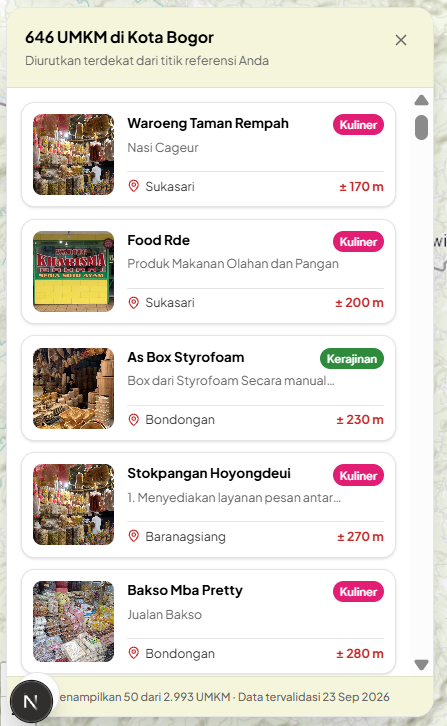 646 UMKM di Kota Bogor
Diurutkan terdekat dari titik referensi Anda
Waroeng Taman Rempah
Kuliner
Nasi Cageur
Sukasari
± 170 m
Food Rde
Kuliner
KHARISMA
Produk Makanan Olahan dan Pangan
Sukasari
± 200 m
As Box Styrofoam
Kerajinan
Box dari Styrofoam Secara manual...
Bondongan
± 230 m
Stokpangan Hoyongdeui
Kuliner
1. Menyediakan layanan pesan antar...
Baranagsiang
± 270 m
Bakso Mba Pretty
Kuliner
Jualan Bakso
Bondongan
± 280 m
N
enampilkan 50 dari 2.993 UMKM · Data tervalidasi 23 Sep 2026